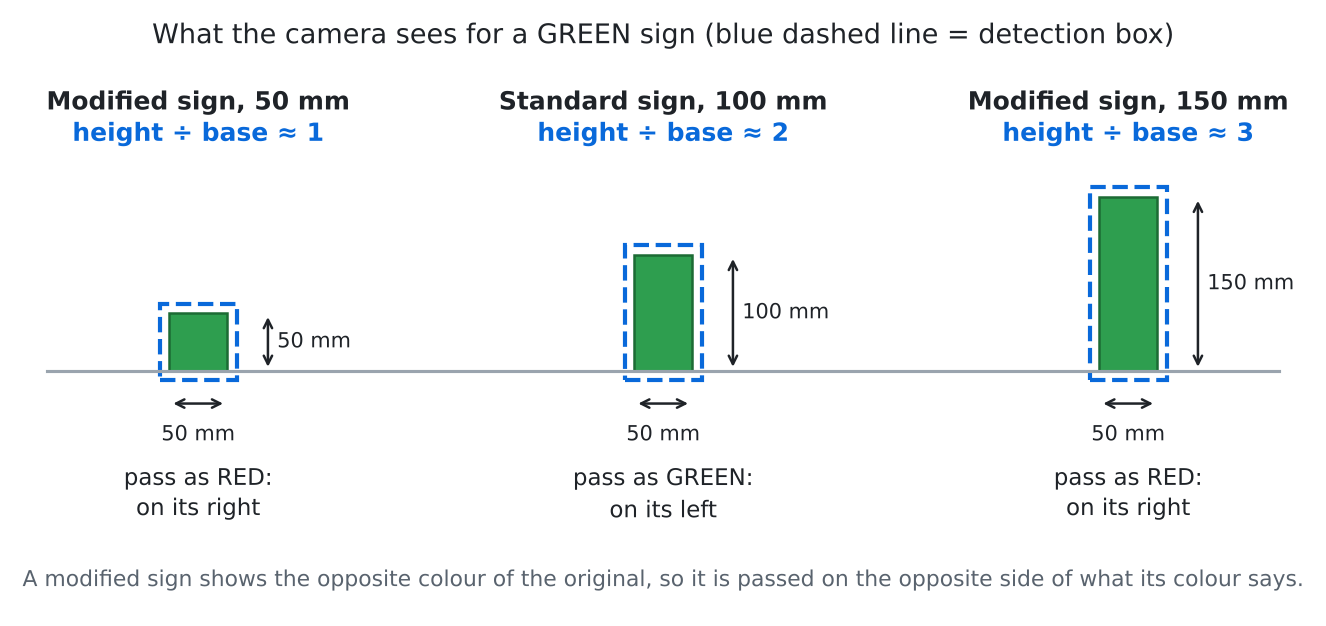 What the camera sees for a GREEN sign (blue dashed line = detection box)
Modified sign, 50 mm
height ÷ base ≈ 1
Standard sign, 100 mm
height ÷ base ≈ 2
Modified sign, 150 mm
height ÷ base ≈ 3
50 mm
100 mm
150 mm
50 mm
50 mm
50 mm
pass as RED:
on its right
pass as GREEN:
on its left
pass as RED:
on its right
A modified sign shows the opposite colour of the original, so it is passed on the opposite side of what its colour says.